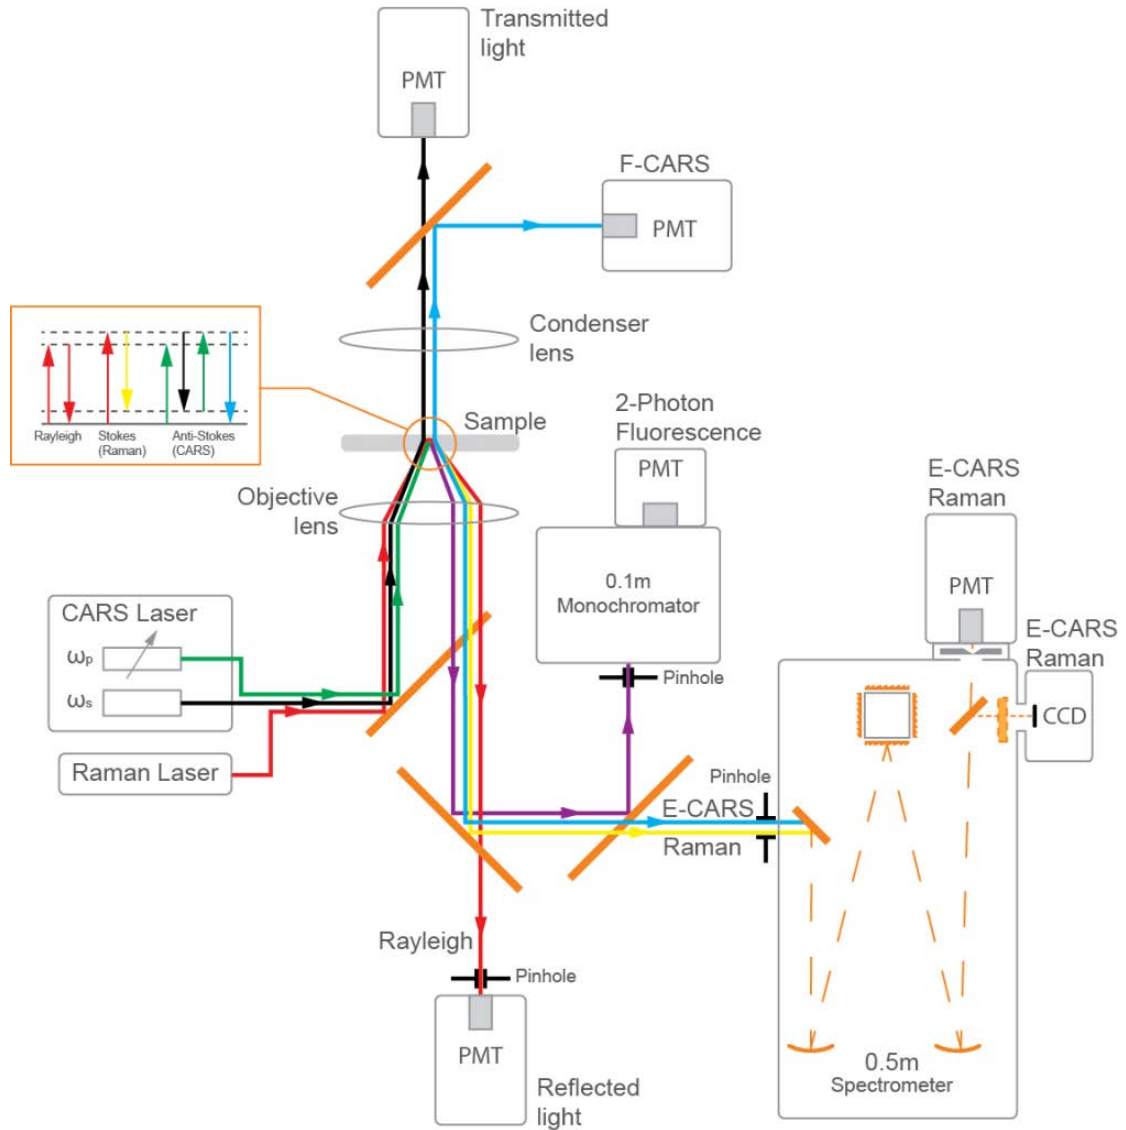 Transmitted
light
PMT
F-CARS
PMT
Condenser
lens
Rayleigh
Stokes
(Raman)
Anti-Stokes
(CARS)
Sample
Objective
lens
2-Photon
Fluorescence
PMT
0.1m
Monochromator
Pinhole
E-CARS
Raman
PMT
E-CARS
Raman
CCD
CARS Laser
ωp
ωs
Raman Laser
Pinhole
E-CARS
Raman
Rayleigh
Pinhole
PMT
Reflected
light
0.5m
Spectrometer